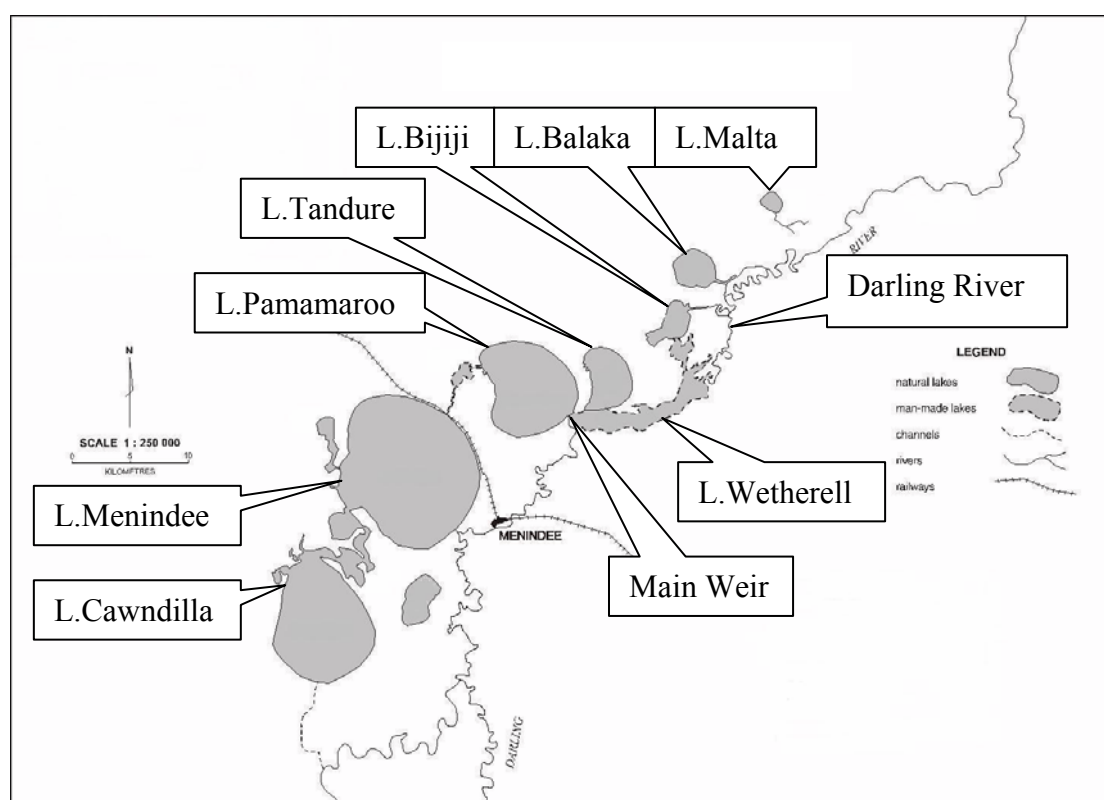 L.Bijiji
L.Balaka
L.Malta
L.Tandure
RIVER
L.Pamamaroo
Darling River
N
LEGEND
natural lakes
man-made lakes
channels
rivers
railways
SCALE 1 : 250 000
0 5 10
KILOMETRES
L.Menindee
L.Wetherell
MENINDEE
Main Weir
L.Cawndilla
DARLING